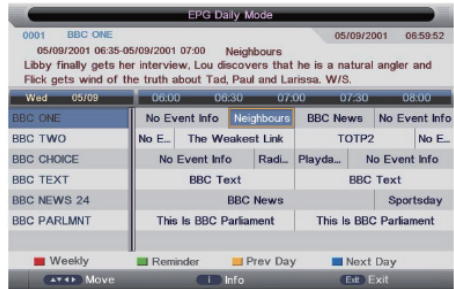 EPG Daily Mode
0001 BBC ONE 05/09/2001 06:59:52
05/09/2001 06:35-05/09/2001 07:00 Neighbours
Libby finally gets her interview, Lou discovers that he is a natural angler and
Flick gets wind of the truth about Tad, Paul and Larissa. W/S.
Wed 05/09 06:00 06:30 07:00 07:30 08:00
BBC ONE No Event Info Neighbours BBC News No Event Info
BBC TWO No E... The Weakest Link TOTP2 No E...
BBC CHOICE No Event Info Radi... Playda... No Event Info
BBC TEXT BBC Text BBC Text
BBC NEWS 24 BBC News Sportsday
BBC PARLMNT This Is BBC Parliament This Is BBC Parliament
Weekly Reminder Prev Day Next Day
Move i Info Exit Exit